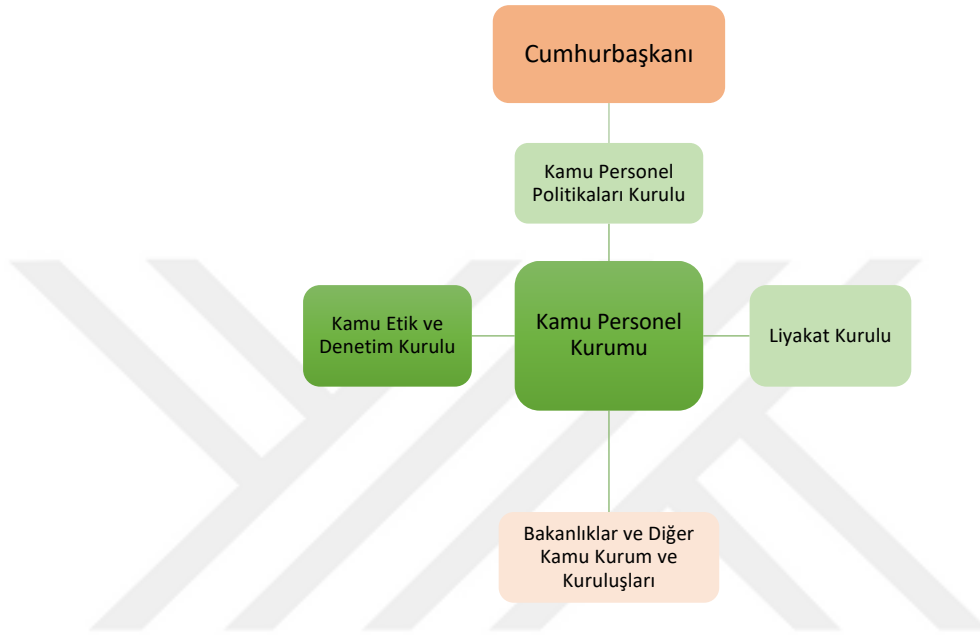 Cumhurbaşkanı
Kamu Personel
Politikaları Kurulu
Kamu Etik ve
Denetim Kurulu
Kamu Personel
Kurumu
Liyakat Kurulu
Bakanlıklar ve Diğer
Kamu Kurum ve
Kuruluşları